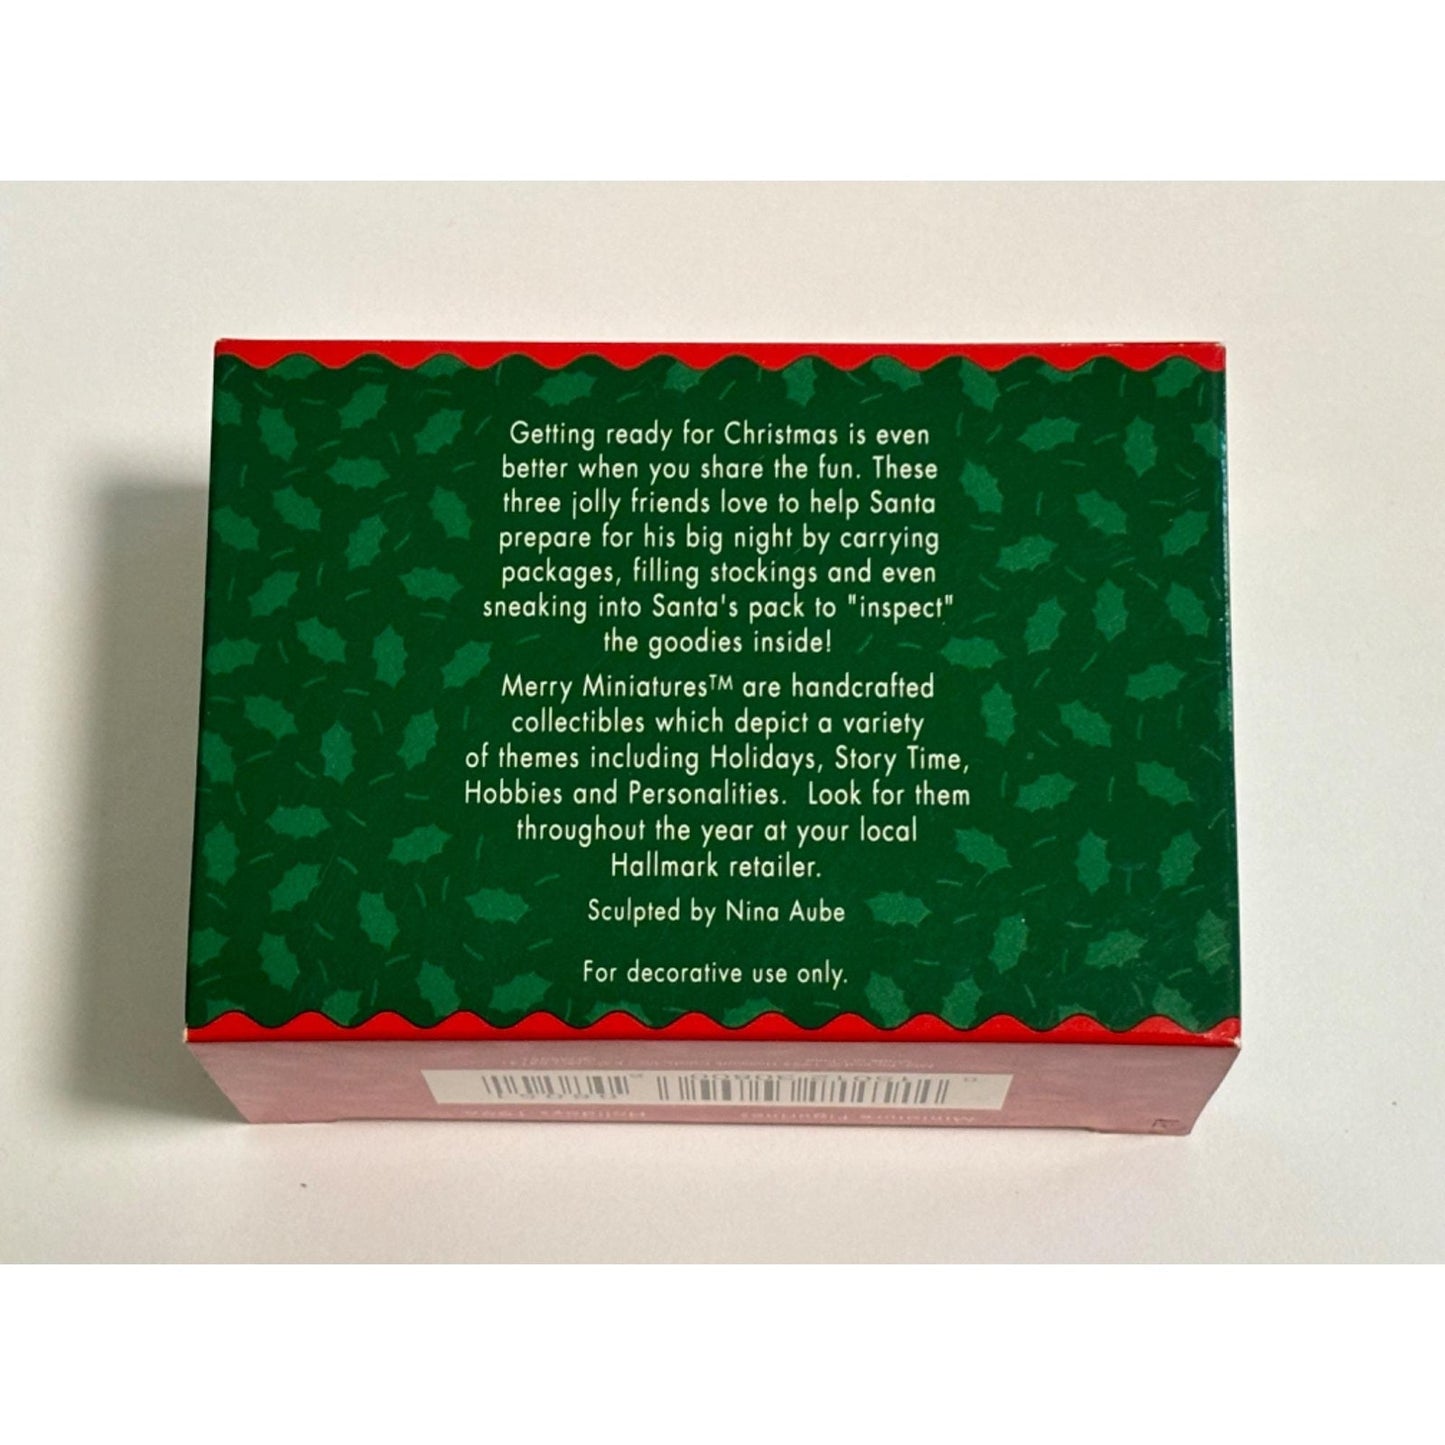 Getting ready for Christmas is even
better when you share the fun. These
three jolly friends love to help Santa
prepare for his big night by carrying
packages, filling stockings and even
sneaking into Santa's pack to "inspect"
the goodies inside!
Merry Miniatures™ are handcrafted
collectibles which depict a variety
of themes including Holidays, Story Time,
Hobbies and Personalities. Look for them
throughout the year at your local
Hallmark retailer.
Sculpted by Nina Aube
For decorative use only.
Miniature Figurines
Holidays 1996